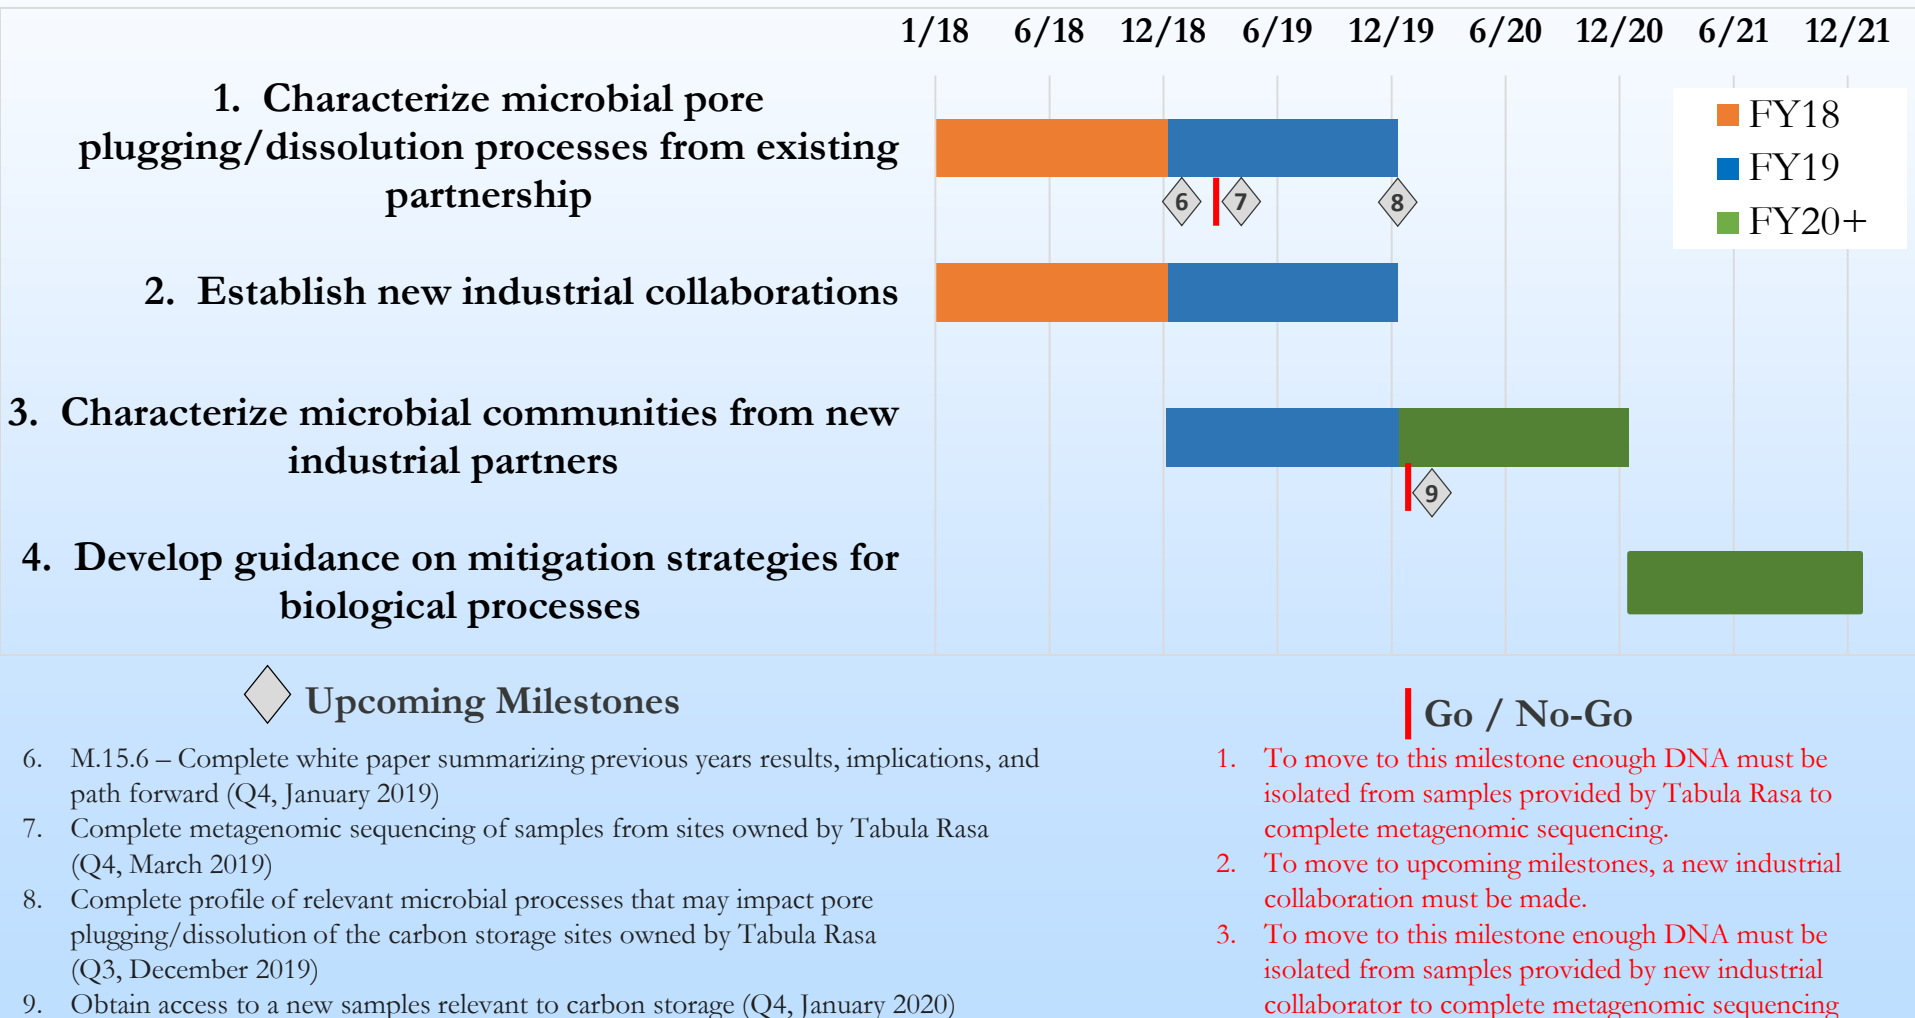 1/18 6/18 12/18 6/19 12/19 6/20 12/20 6/21 12/21
1. Characterize microbial pore
plugging/dissolution processes from existing
partnership
FY18
FY19
FY20+
6 7 8
2. Establish new industrial collaborations
3. Characterize microbial communities from new
industrial partners
9
4. Develop guidance on mitigation strategies for
biological processes
Upcoming Milestones
6. M.15.6 – Complete white paper summarizing previous years results, implications, and
path forward (Q4, January 2019)
7. Complete metagenomic sequencing of samples from sites owned by Tabula Rasa
(Q4, March 2019)
8. Complete profile of relevant microbial processes that may impact pore
plugging/dissolution of the carbon storage sites owned by Tabula Rasa
(Q3, December 2019)
9. Obtain access to a new samples relevant to carbon storage (Q4, January 2020)
Go / No-Go
1. To move to this milestone enough DNA must be
isolated from samples provided by Tabula Rasa to
complete metagenomic sequencing.
2. To move to upcoming milestones, a new industrial
collaboration must be made.
3. To move to this milestone enough DNA must be
isolated from samples provided by new industrial
collaborator to complete metagenomic sequencing